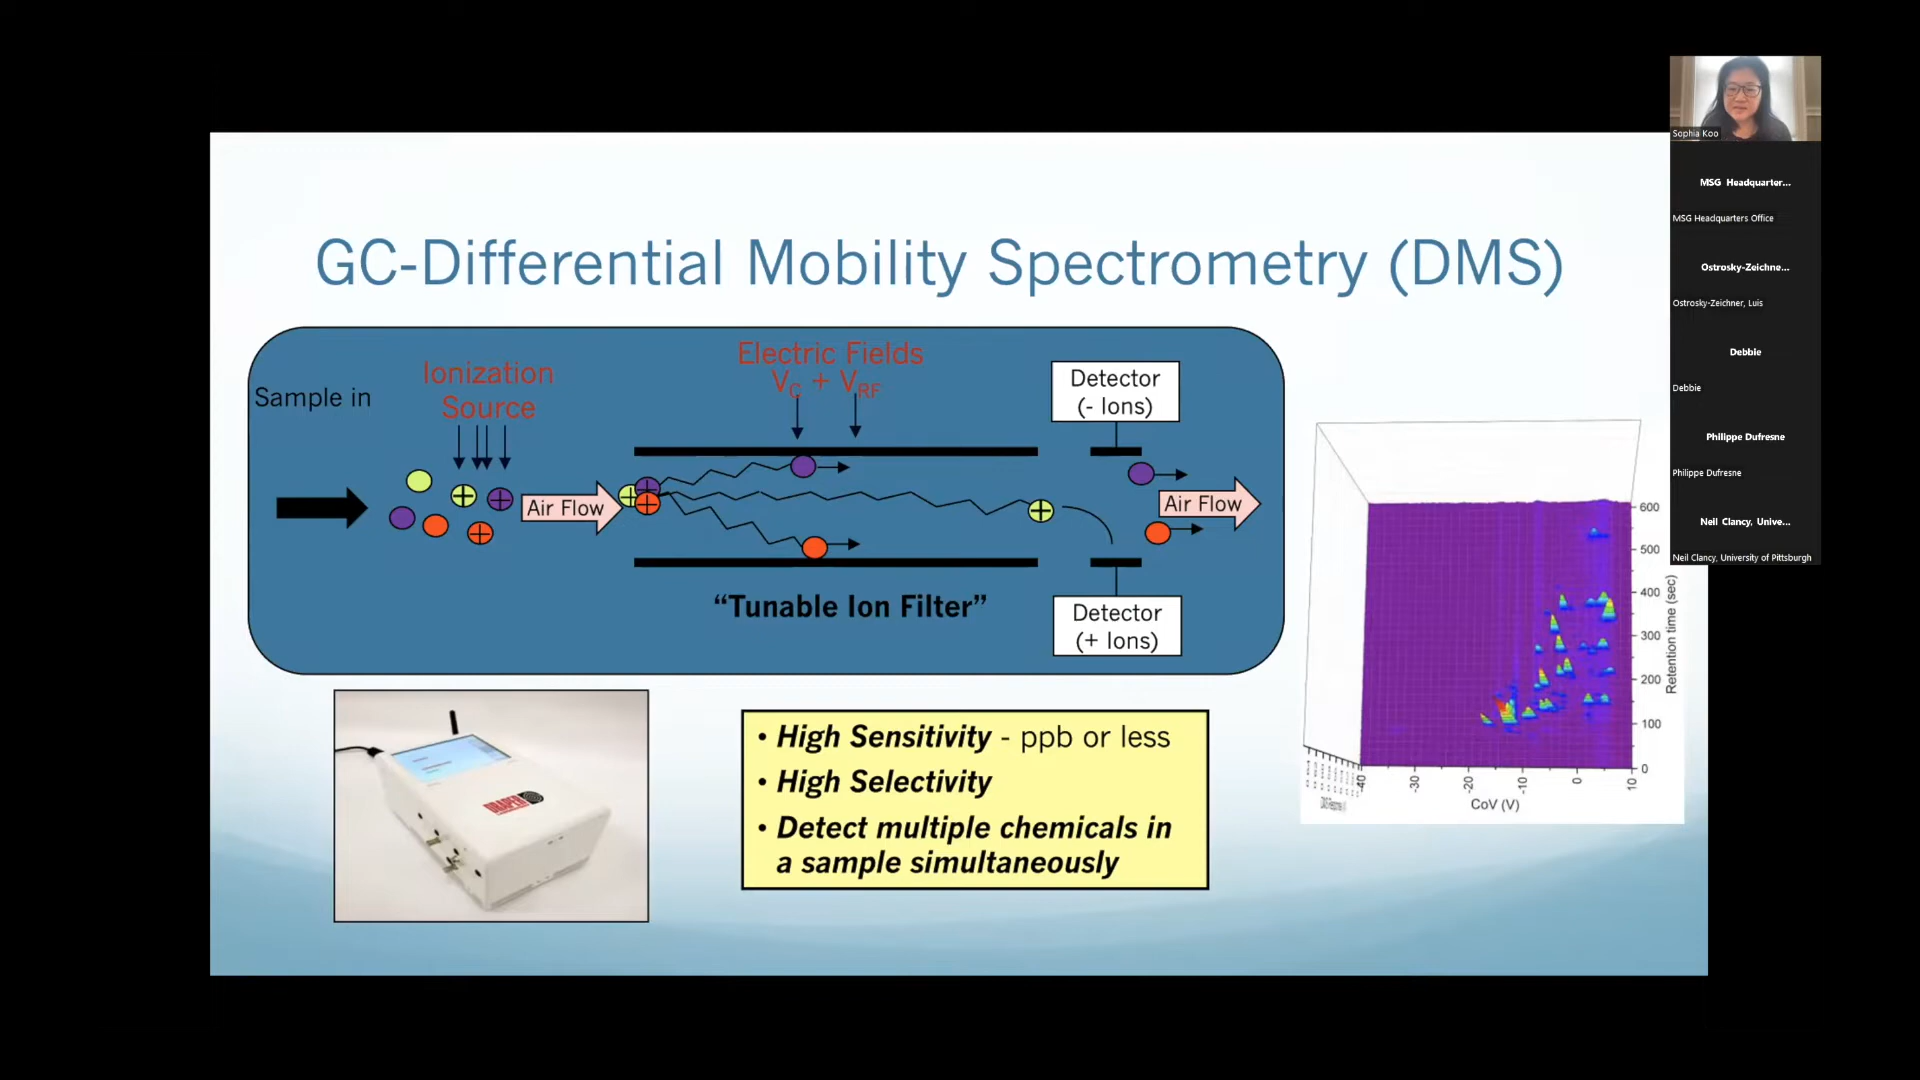 GC-Differential Mobility Spectrometry (DMS)
Sample in
Ionization
Source
Electric Fields
VC + VRF
Detector
(- Ions)
Air Flow
Air Flow
“Tunable Ion Filter”
Detector
(+ Ions)
DRAPER
• High Sensitivity - ppb or less
• High Selectivity
• Detect multiple chemicals in
a sample simultaneously
600
500
400
300
200
100
0
Retention time (sec)
-40
-30
-20
-10
0
10
CoV (V)
Sophia Koo
MSG Headquarter...
MSG Headquarters Office
Ostrosky-Zeichne...
Ostrosky-Zeichner, Luis
Debbie
Debbie
Philippe Dufresne
Philippe Dufresne
Neil Clancy, Unive...
Neil Clancy, University of Pittsburgh